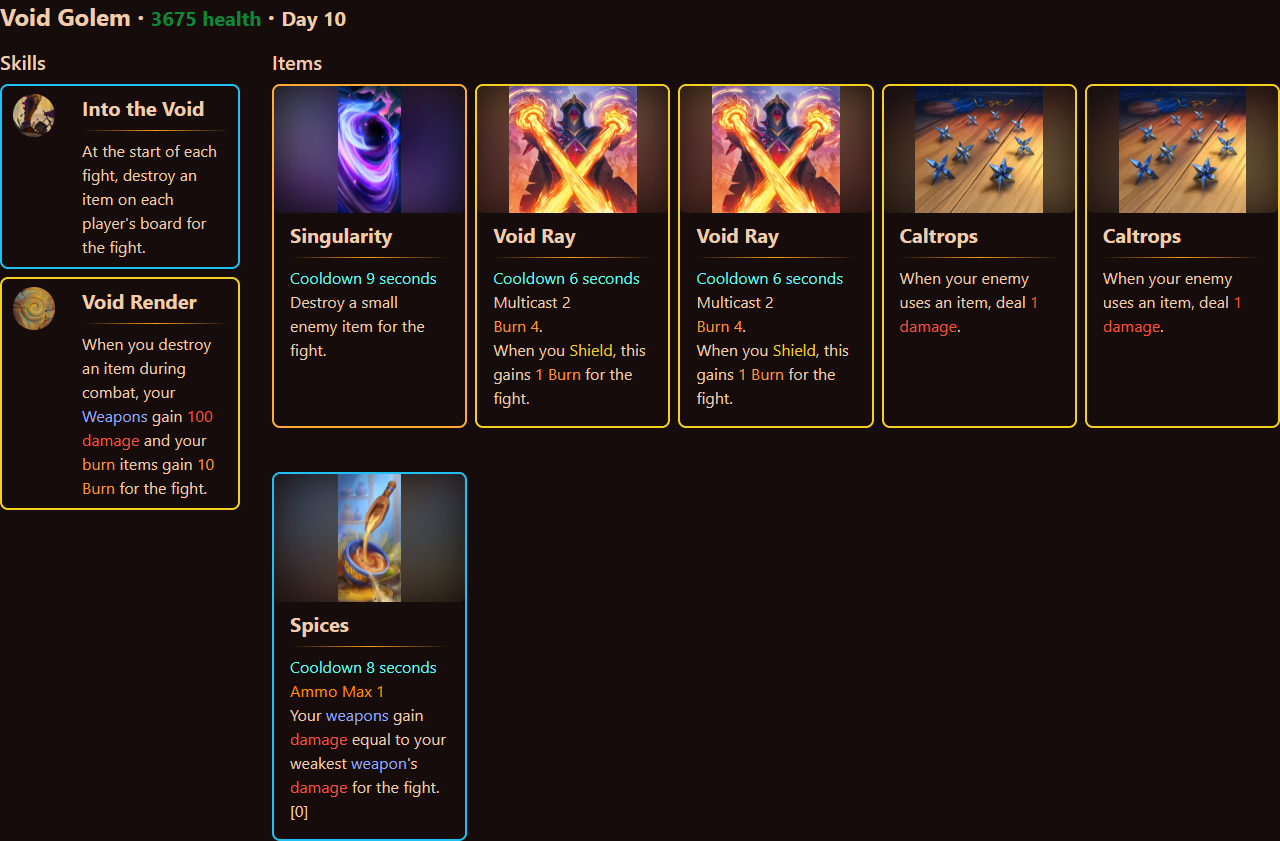 Void Golem · 3675 health · Day 10
Skills
Into the Void
At the start of each
fight, destroy an
item on each
player's board for
the fight.
Void Render
When you destroy
an item during
combat, your
Weapons gain 100
damage and your
burn items gain 10
Burn for the fight.
Items
Singularity
Cooldown 9 seconds
Destroy a small
enemy item for the
fight.
Void Ray
Cooldown 6 seconds
Multicast 2
Burn 4.
When you Shield, this
gains 1 Burn for the
fight.
Void Ray
Cooldown 6 seconds
Multicast 2
Burn 4.
When you Shield, this
gains 1 Burn for the
fight.
Caltrops
When your enemy
uses an item, deal 1
damage.
Caltrops
When your enemy
uses an item, deal 1
damage.
Spices
Cooldown 8 seconds
Ammo Max 1
Your weapons gain
damage equal to your
weakest weapon's
damage for the fight.
[0]